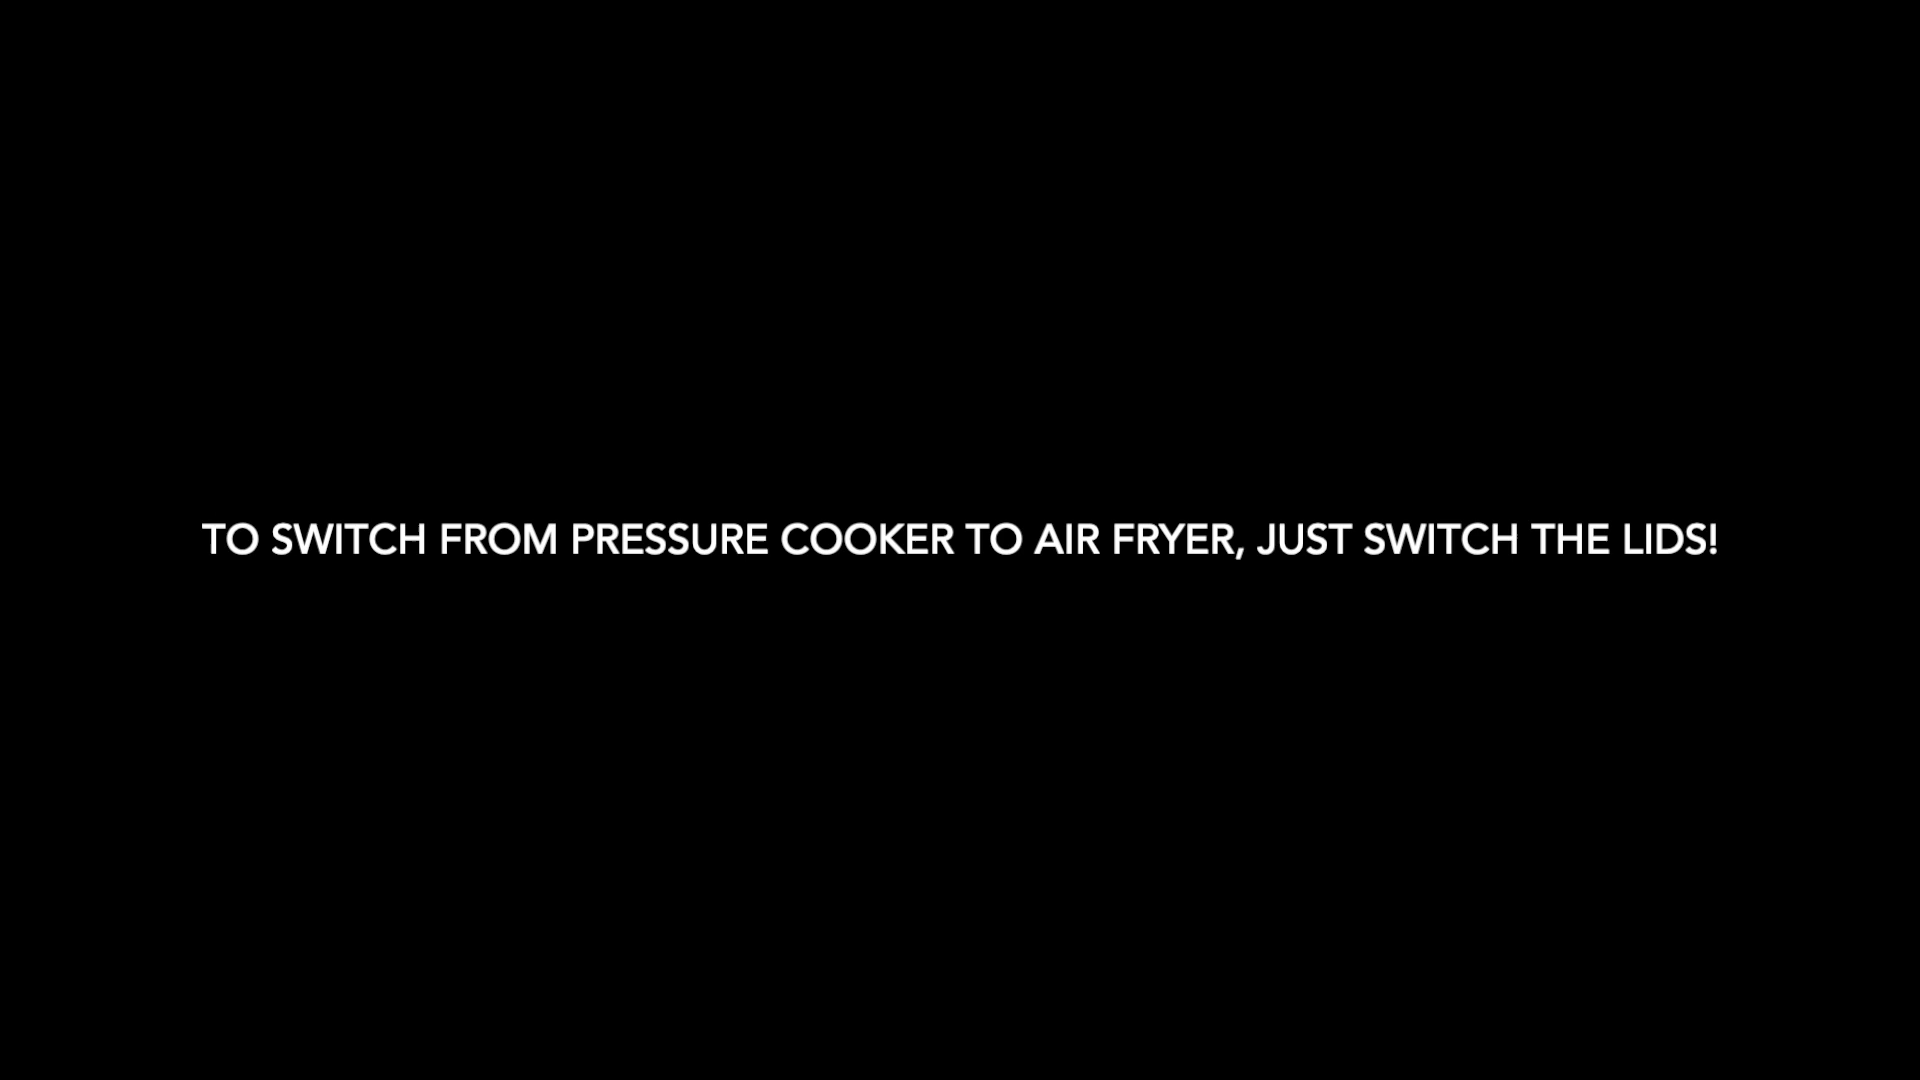 TO SWITCH FROM PRESSURE COOKER TO AIR FRYER, JUST SWITCH THE LIDS!